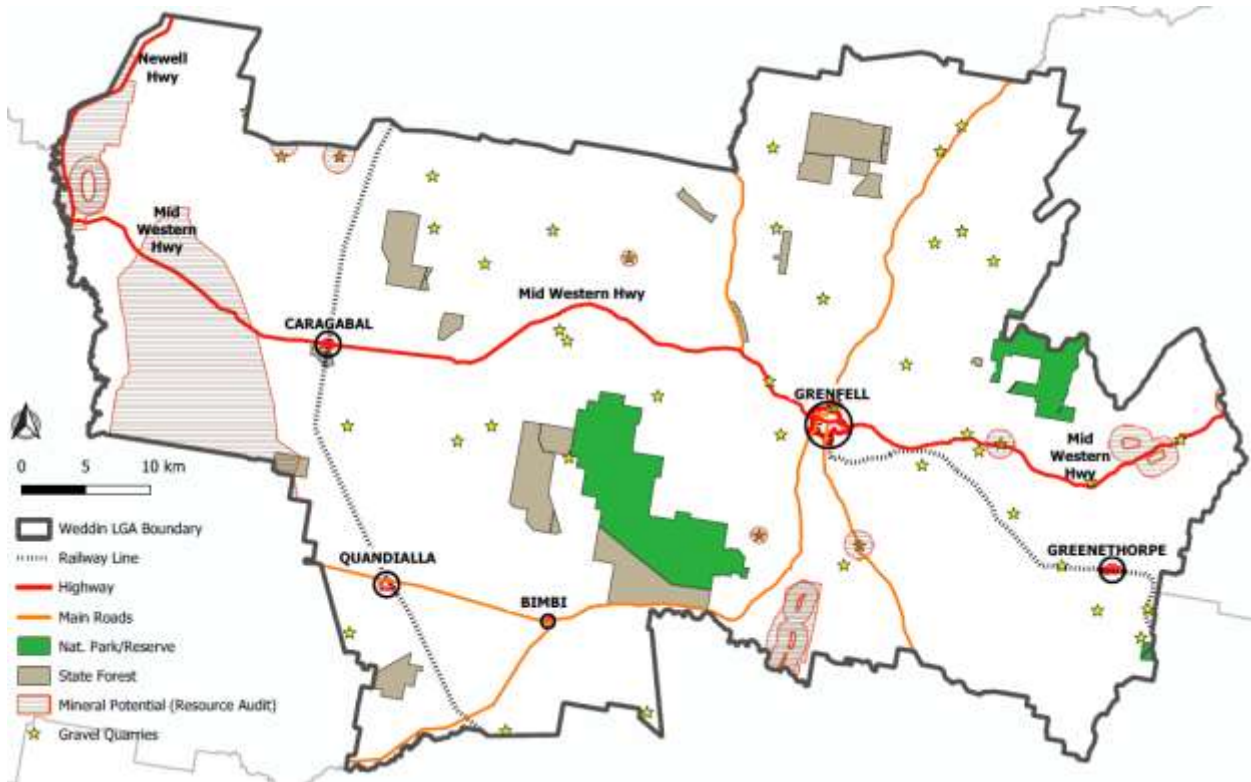 Newell
Hwy
Mid
Western
Hwy
CARAGABAL
Mid Western Hwy
GRENFELL
Mid
Western
Hwy
0 5 10 km
Weddin LGA Boundary
Railway Line
Highway
Main Roads
Nat. Park/Reserve
State Forest
Mineral Potential (Resource Audit)
Gravel Quarries
QUANDIALLA
BIMBI
GREENETHORPE